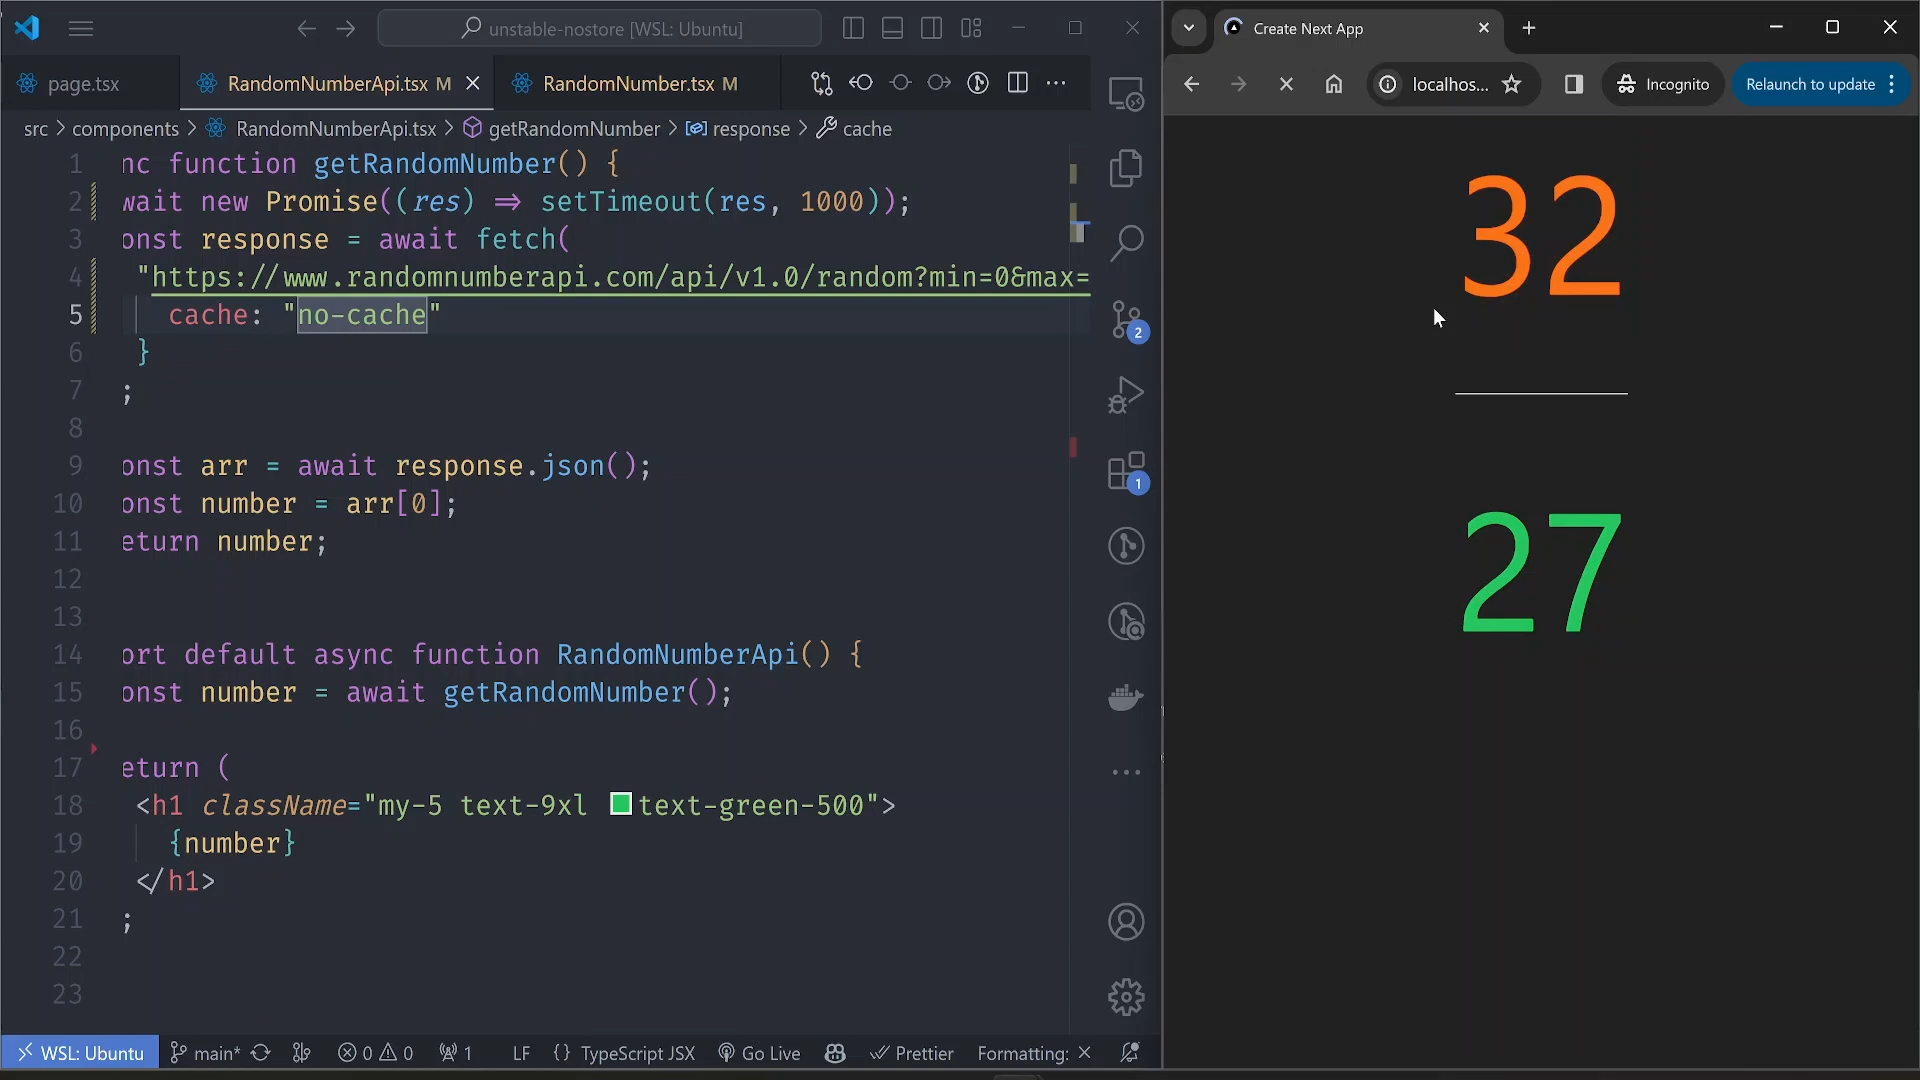 unstable-nostore [WSL: Ubuntu]
page.tsx
RandomNumberApi.tsx M
RandomNumber.tsx M
src > components > RandomNumberApi.tsx > getRandomNumber > response > cache
1 nc function getRandomNumber() {
2 wait new Promise((res) => setTimeout(res, 1000));
3 onst response = await fetch(
4 "https://www.randomnumberapi.com/api/v1.0/random?min=0&max=
5 cache: "no-cache"
6 }
7 ;
8
9 onst arr = await response.json();
10 onst number = arr[0];
11 eturn number;
12
13
14 ort default async function RandomNumberApi() {
15 onst number = await getRandomNumber();
16
17 eturn (
18 <h1 className="my-5 text-9xl text-green-500">
19 {number}
20 </h1>
21 ;
22
23
2
1
WSL: Ubuntu
main*
0
0
1
LF
{} TypeScript JSX
Go Live
Prettier
Formatting: ×
Create Next App
localhos...
Incognito
Relaunch to update
32
27